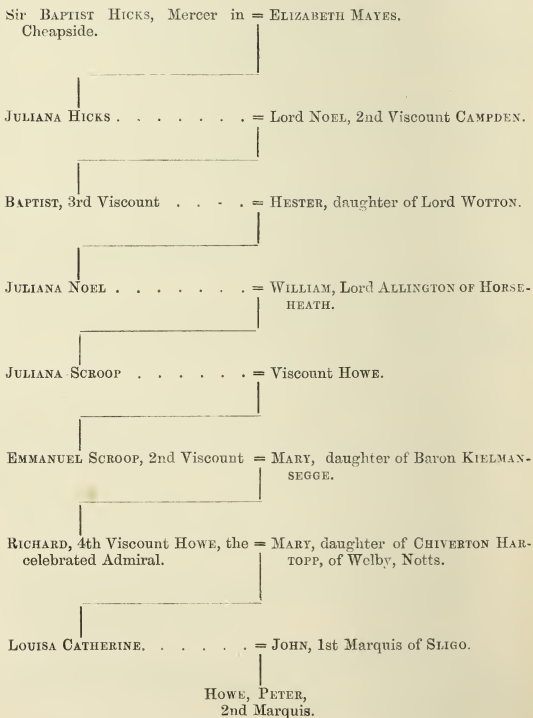 Sir BAPTIST HICKS, Mercer in = ELIZABETH MAYES.
Cheapside.
JULIANA HICKS . . . . . . . = Lord NOEL, 2nd Viscount CAMPDEN.
BAPTIST, 3rd Viscount . . - . = HESTER, daughter of Lord WOTTON.
JULIANA NOEL . . . . . . . = WILLIAM, Lord ALLINGTON OF HORSE-
HEATH.
JULIANA SCROOP . . . . . . = Viscount HOWE.
EMMANUEL SCROOP, 2nd Viscount = MARY, daughter of Baron KIELMAN-
SEGGE.
RICHARD, 4th Viscount HOWE, the = MARY, daughter of CHIVERTON HAR-
celebrated Admiral. TOPP, of Welby, Notts.
LOUISA CATHERINE. . . . . . = JOHN, 1st Marquis of SLIGO.
HOWE, PETER,
2nd Marquis.